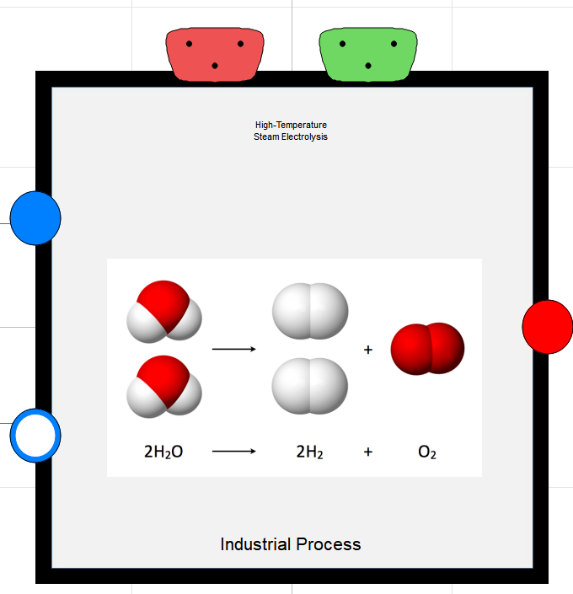 High-Temperature
Steam Electrolysis
+
2H₂O → 2H₂ + O₂
Industrial Process